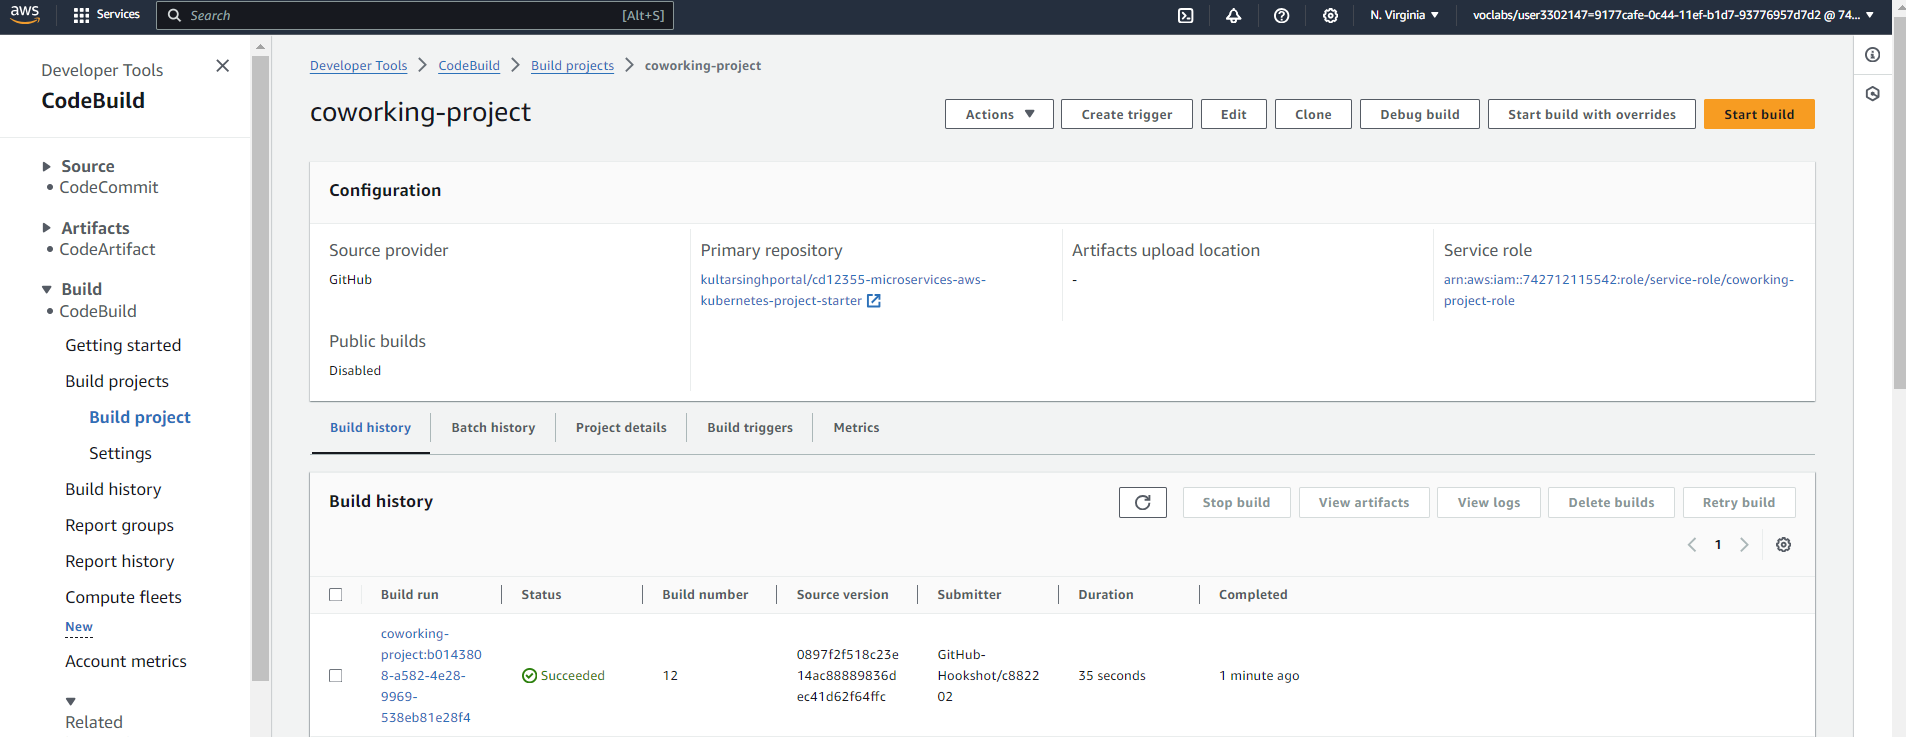 aws
Services
Search
[Alt+S]
N. Virginia
voclabs/user3302147=9177cafe-0c44-11ef-b1d7-93776957d7d2 @ 74...
Developer Tools
CodeBuild
Source
CodeCommit
Artifacts
CodeArtifact
Build
CodeBuild
Getting started
Build projects
Build project
Settings
Build history
Report groups
Report history
Compute fleets
New
Account metrics
Related
Developer Tools > CodeBuild > Build projects > coworking-project
coworking-project
Actions
Create trigger
Edit
Clone
Debug build
Start build with overrides
Start build
Configuration
Source provider
GitHub
Primary repository
kultarsinghportal/cd12355-microservices-aws-
kubernetes-project-starter
Artifacts upload location
-
Service role
arn:aws:iam::742712115542:role/service-role/coworking-
project-role
Public builds
Disabled
Build history
Batch history
Project details
Build triggers
Metrics
Build history
Stop build
View artifacts
View logs
Delete builds
Retry build
1
Build run
Status
Build number
Source version
Submitter
Duration
Completed
coworking-
project:b014380
8-a582-4e28-
9969-
538eb81e28f4
Succeeded
12
0897f2f518c23e
14ac88889836d
ec41d62f64ffc
GitHub-
Hookshot/c8822
02
35 seconds
1 minute ago